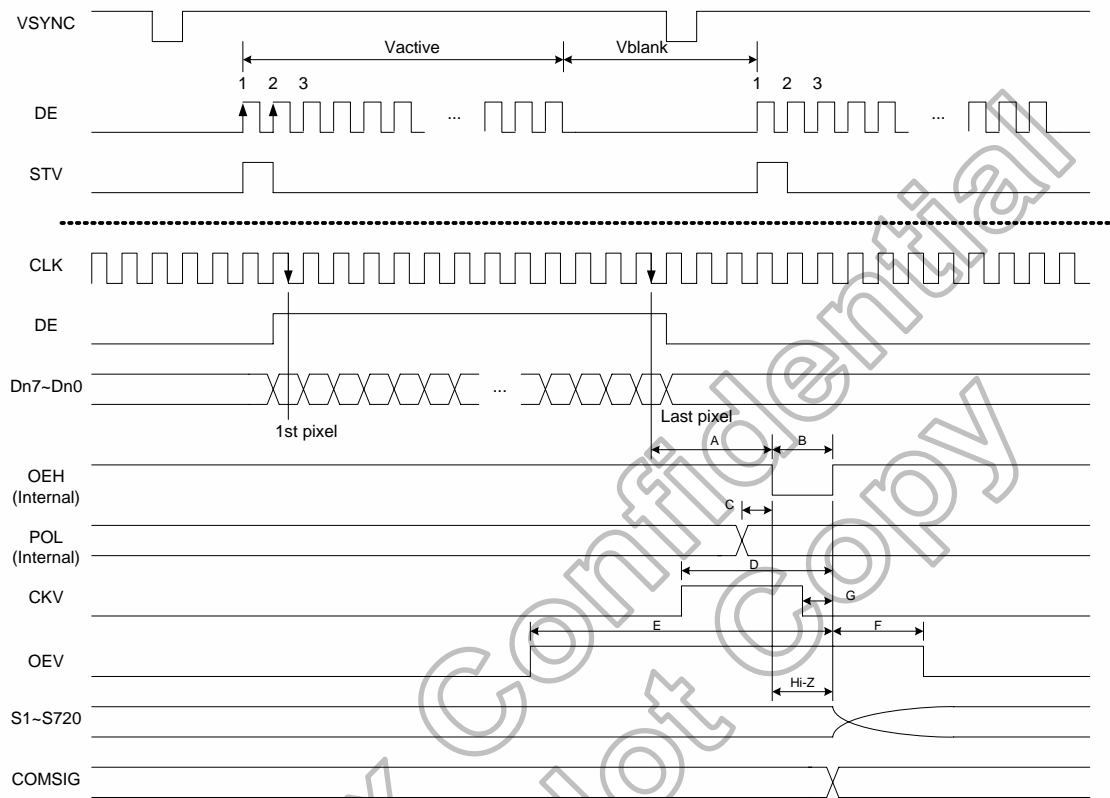 VSYNC
Vactive
Vblank
1 2 3
1 2 3
DE
...
...
STV
CLK
DE
Dn7~Dn0
...
1st pixel
Last pixel
A
B
OEH
(Internal)
C
POL
(Internal)
D
CKV
G
E
F
OEV
Hi-Z
S1~S720
COMSIG
Confidential
Not Copy